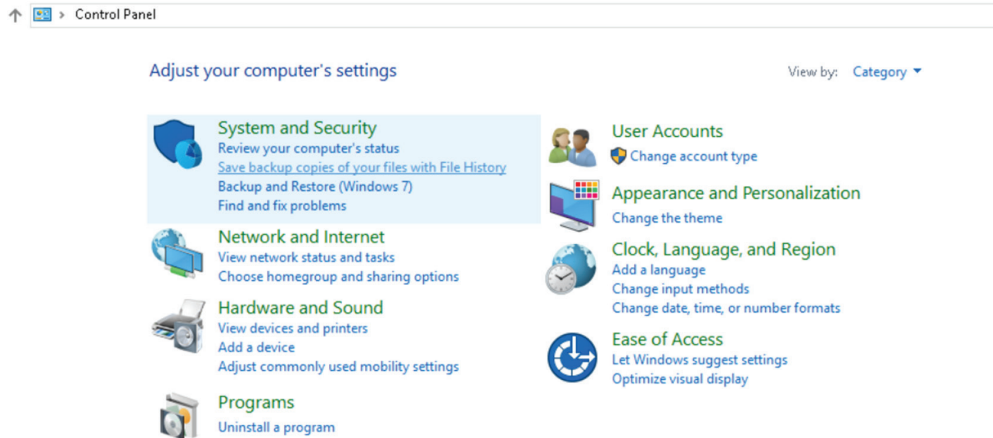 Control Panel
Adjust your computer's settings
View by: Category
System and Security
Review your computer's status
Save backup copies of your files with File History
Backup and Restore (Windows 7)
Find and fix problems
Network and Internet
View network status and tasks
Choose homegroup and sharing options
Hardware and Sound
View devices and printers
Add a device
Adjust commonly used mobility settings
Programs
Uninstall a program
User Accounts
Change account type
Appearance and Personalization
Change the theme
Clock, Language, and Region
Add a language
Change input methods
Change date, time, or number formats
Ease of Access
Let Windows suggest settings
Optimize visual display